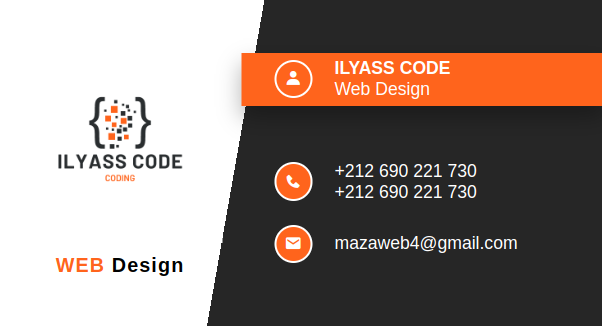 ILYASS CODE
CODING
WEB Design
ILYASS CODE
Web Design
+212 690 221 730
+212 690 221 730
mazaweb4@gmail.com